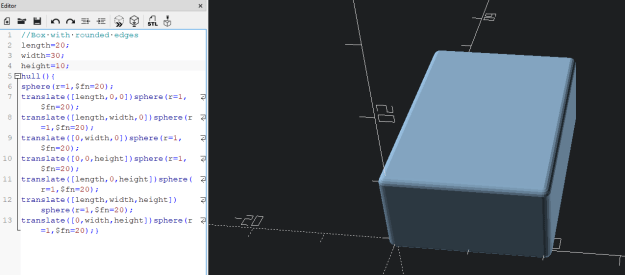 Editor
STL
1 //Box with rounded edges
2 length=20;
3 width=30;
4 height=10;
5 hull(){
6 sphere(r=1,$fn=20);
7 translate([length,0,0])sphere(r=1,
$fn=20);
8 translate([length,width,0])sphere(r
=1,$fn=20);
9 translate([0,width,0])sphere(r=1,
$fn=20);
10 translate([0,0,height])sphere(r=1,
$fn=20);
11 translate([length,0,height])sphere(
r=1,$fn=20);
12 translate([length,width,height])
sphere(r=1,$fn=20);
13 translate([0,width,height])sphere(r
=1,$fn=20);}